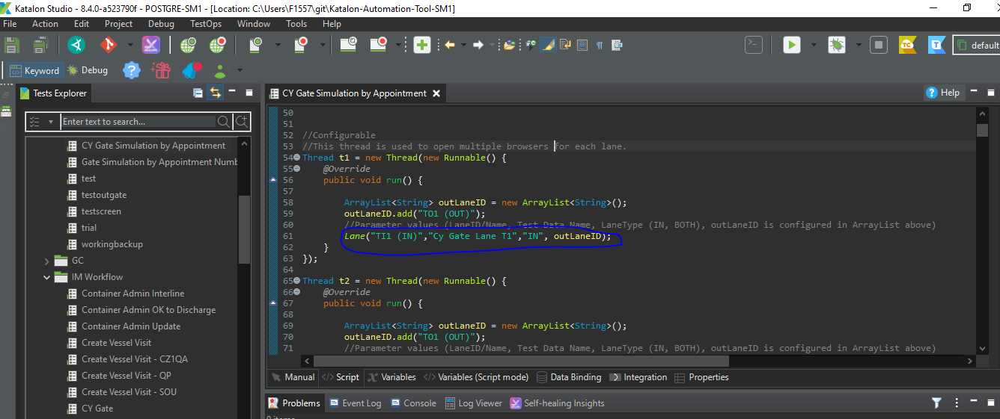 Katalon Studio - 8.4.0-a523790f - POSTGRE-SM1 - [Location: C:\Users\F1557\git\Katalon-Automation-Tool-SM1]
File Action Edit Project Debug TestOps Window Tools Help
TC T default
Keyword Debug
Tests Explorer
Enter text to search...
CY Gate Simulation by Appointment
Gate Simulation by Appointment Numb
test
testoutgate
testscreen
trial
workingbackup
GC
IM Workflow
Container Admin Interline
Container Admin OK to Discharge
Container Admin Update
Create Vessel Visit
Create Vessel Visit - CZ1QA
Create Vessel Visit - QP
Create Vessel Visit - SOU
CY Gate
CY Gate Simulation by Appointment
Help
50
51
52 //Configurable
53 //This thread is used to open multiple browsers for each lane.
54 Thread t1 = new Thread(new Runnable() {
55 @Override
56 public void run() {
57
58 ArrayList<String> outLaneID = new ArrayList<String>();
59 outLaneID.add("TO1 (OUT)");
60 //Parameter values (LaneID/Name, Test Data Name, LaneType (IN, BOTH), outLaneID is configured in ArrayList above)
61 Lane("TI1 (IN)","Cy Gate Lane T1","IN", outLaneID);
62 }
63 });
64
65 Thread t2 = new Thread(new Runnable() {
66 @Override
67 public void run() {
68
69 ArrayList<String> outLaneID = new ArrayList<String>();
70 outLaneID.add("TO1 (OUT)");
71 //Parameter values (LaneID/Name, Test Data Name, LaneType (IN, BOTH), outLaneID is configured in ArrayList above)
Manual </> Script Variables </> Variables (Script mode) Data Binding Integration Properties
Problems Event Log Console Log Viewer Self-healing Insights
0 items